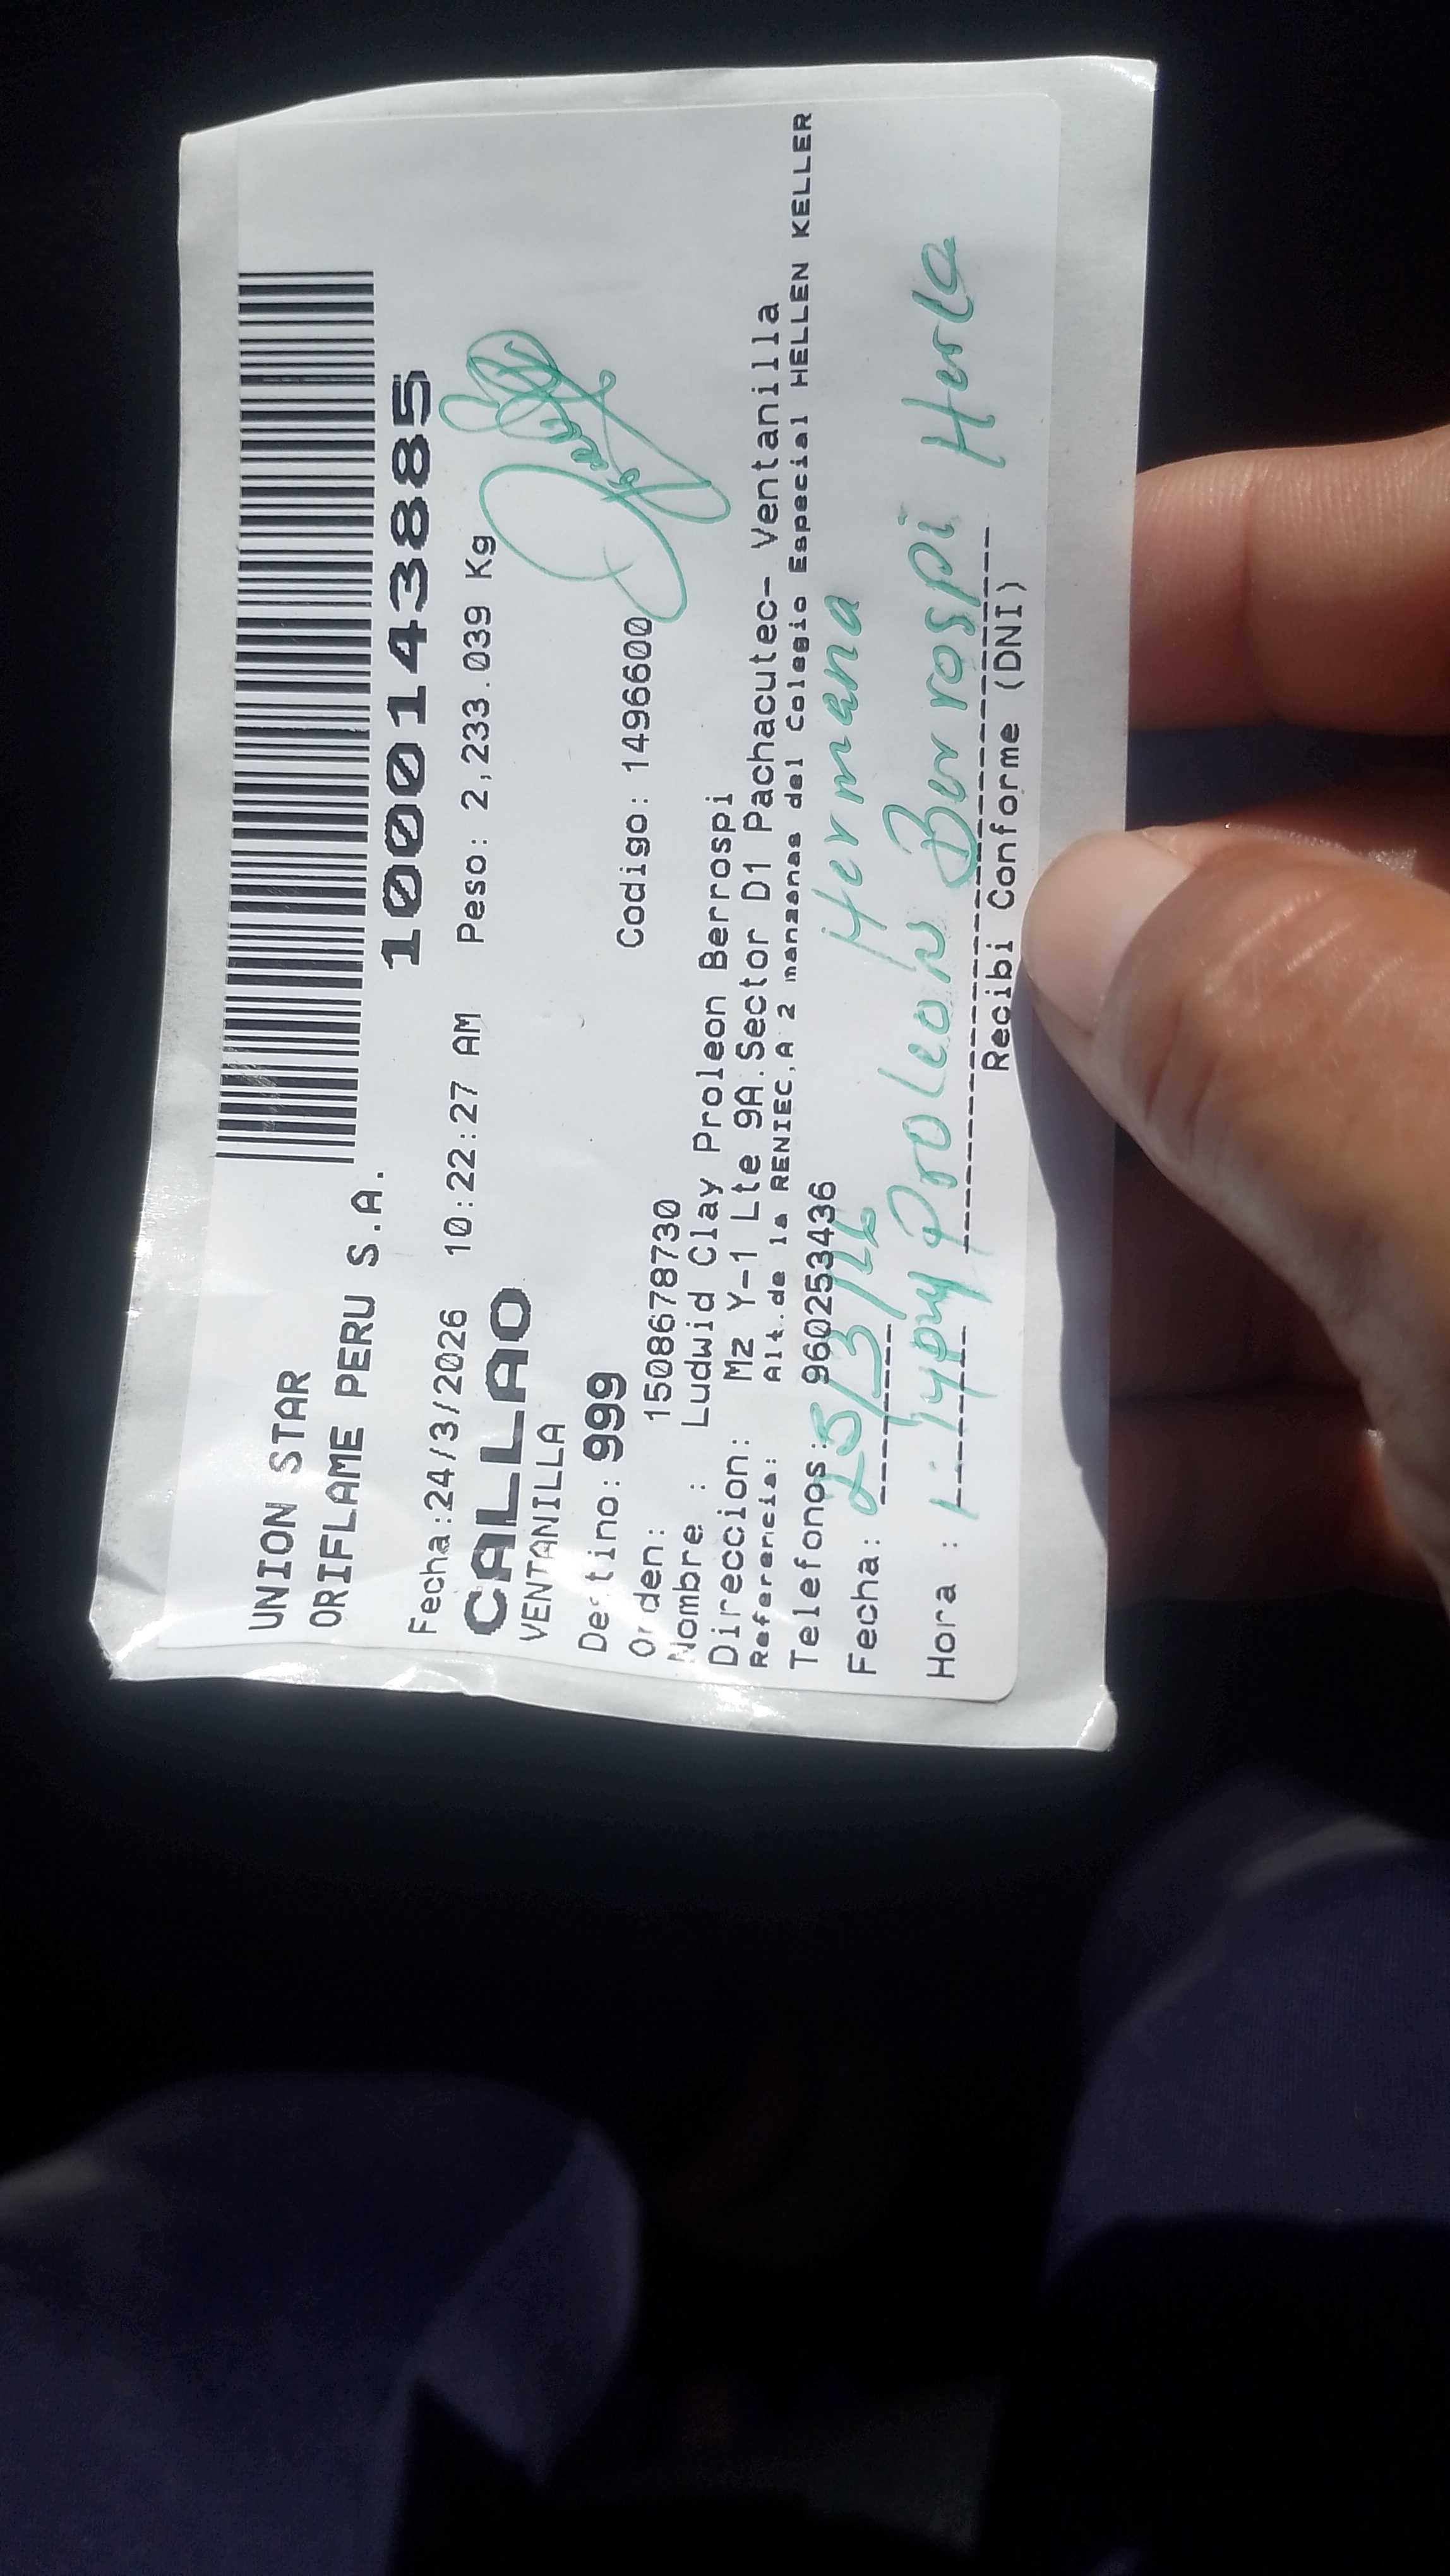 UNION STAR
ORIFLAME PERU S.A.
1000143885
Fecha:24/3/2026 10:22:27 AM Peso: 2,233.039 Kg
CALLAO
VENTANILLA
Destino: 999
Orden: 1508678730 Codigo: 1496600
Nombre : Ludwid Clay Proleon Berrospi
Direccion: Mz Y-1 Lte 9A.Sector D1 Pachacutec- Ventanilla
Referencia: Alt.de la RENIEC.A 2 manzanas del Colegio Especial HELLEN KELLER
Telefonos: 960253436
Hermana
Fecha: 25/3/26
Hora : Proleon Berrospi
Recibi Conforme (DNI)